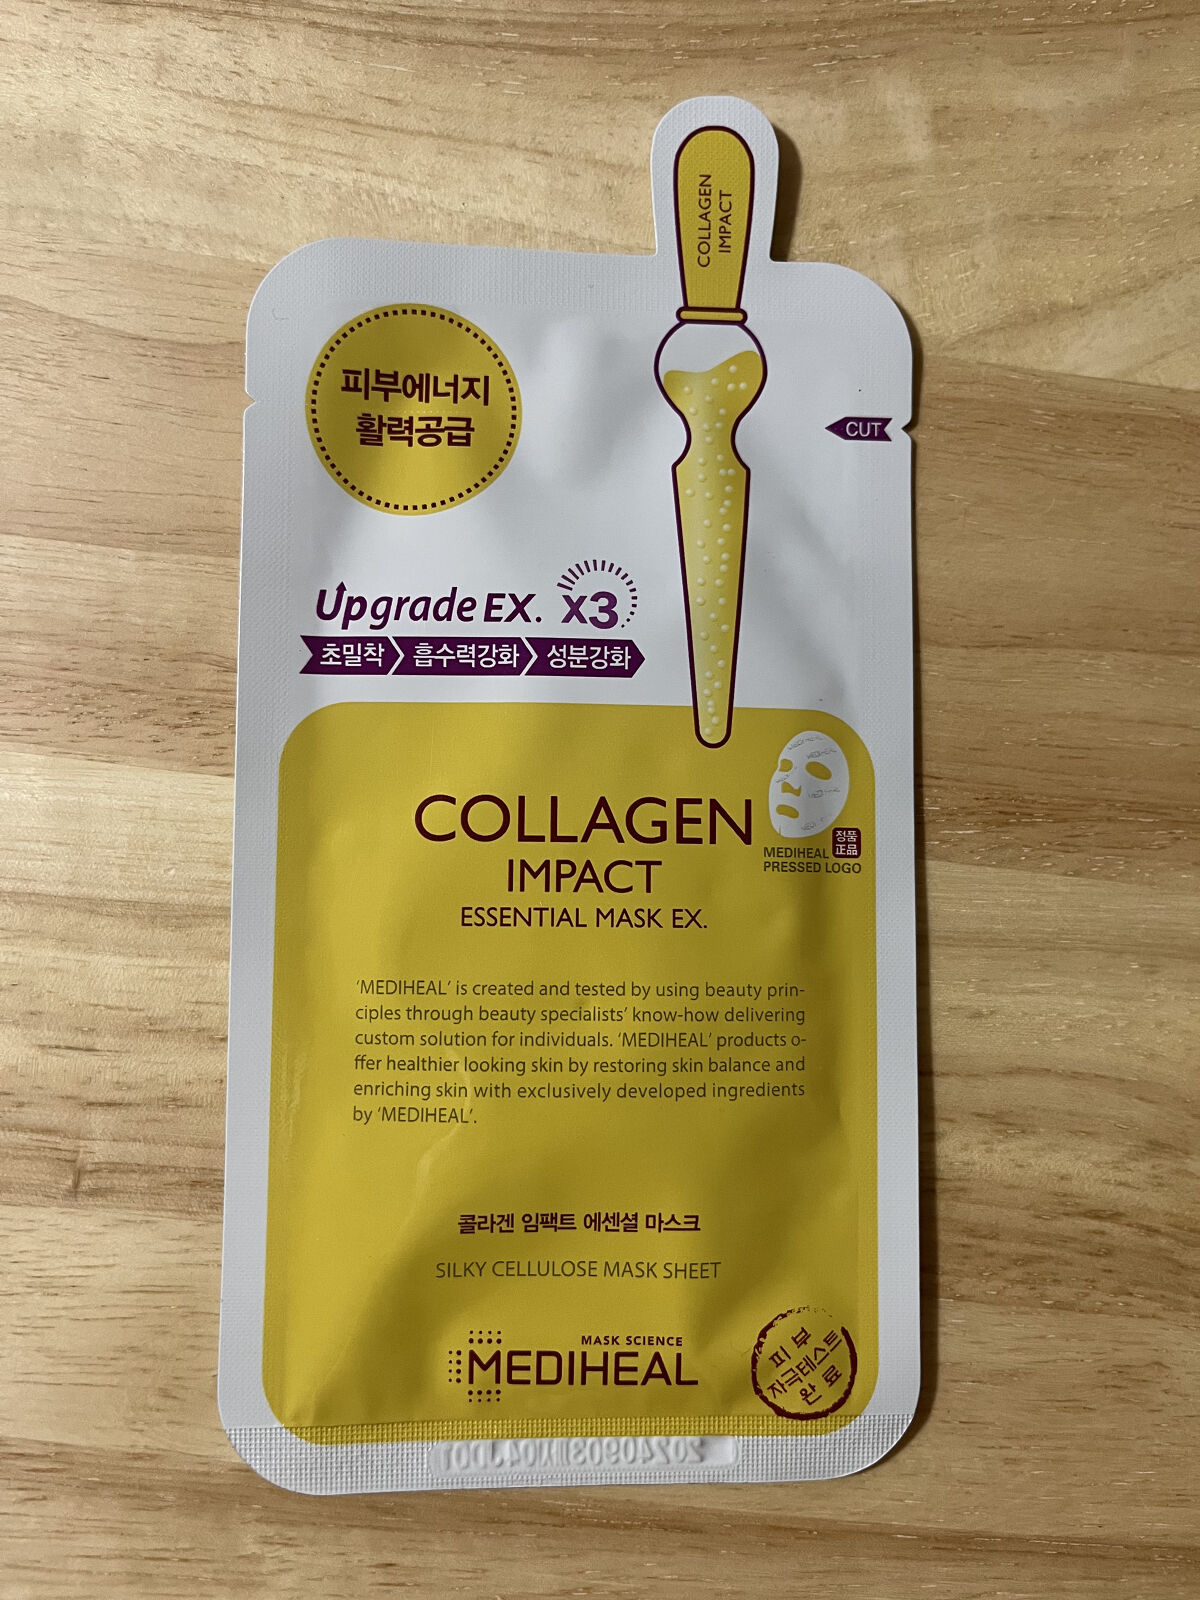 COLLAGEN
IMPACT
피부에너지
활력공급
CUT
Upgrade EX. x3
초밀착
흡수력강화
성분강화
COLLAGEN
IMPACT
ESSENTIAL MASK EX.
정품
正品
MEDIHEAL
PRESSED LOGO
'MEDIHEAL' is created and tested by using beauty prin-
ciples through beauty specialists' know-how delivering
custom solution for individuals. 'MEDIHEAL' products o-
ffer healthier looking skin by restoring skin balance and
enriching skin with exclusively developed ingredients
by 'MEDIHEAL'.
콜라겐 임팩트 에센셜 마스크
SILKY CELLULOSE MASK SHEET
MASK SCIENCE
MEDIHEAL
피부
자극테스트
완료